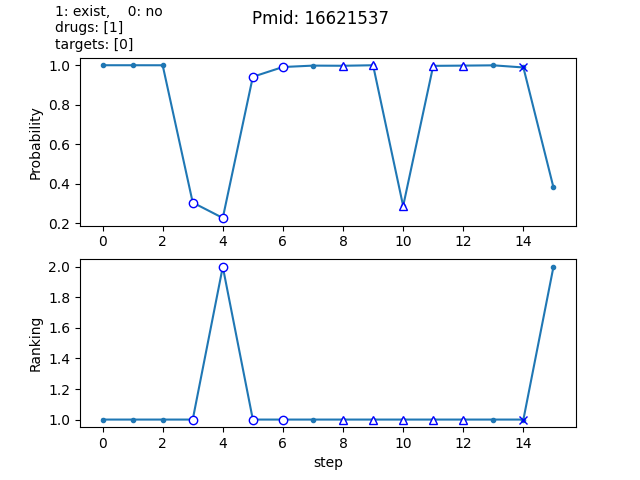 1: exist,    0: no
drugs: [1]
targets: [0]
Pmid: 16621537
Probability
1.0
0.8
0.6
0.4
0.2
0 2 4 6 8 10 12 14
Ranking
2.0
1.8
1.6
1.4
1.2
1.0
0 2 4 6 8 10 12 14
step